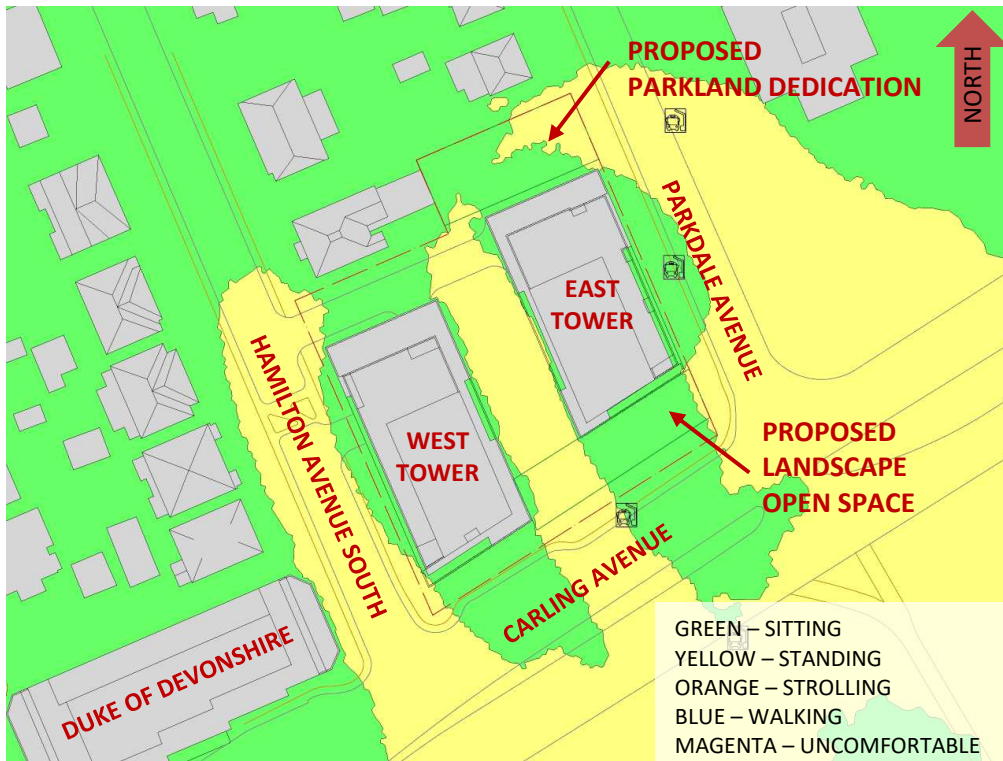 PROPOSED
PARKLAND DEDICATION
NORTH
PARKDALE AVENUE
EAST
TOWER
HAMILTON AVENUE SOUTH
WEST
TOWER
PROPOSED
LANDSCAPE
OPEN SPACE
CARLING AVENUE
DUKE OF DEVONSHIRE
GREEN – SITTING
YELLOW – STANDING
ORANGE – STROLLING
BLUE – WALKING
MAGENTA – UNCOMFORTABLE